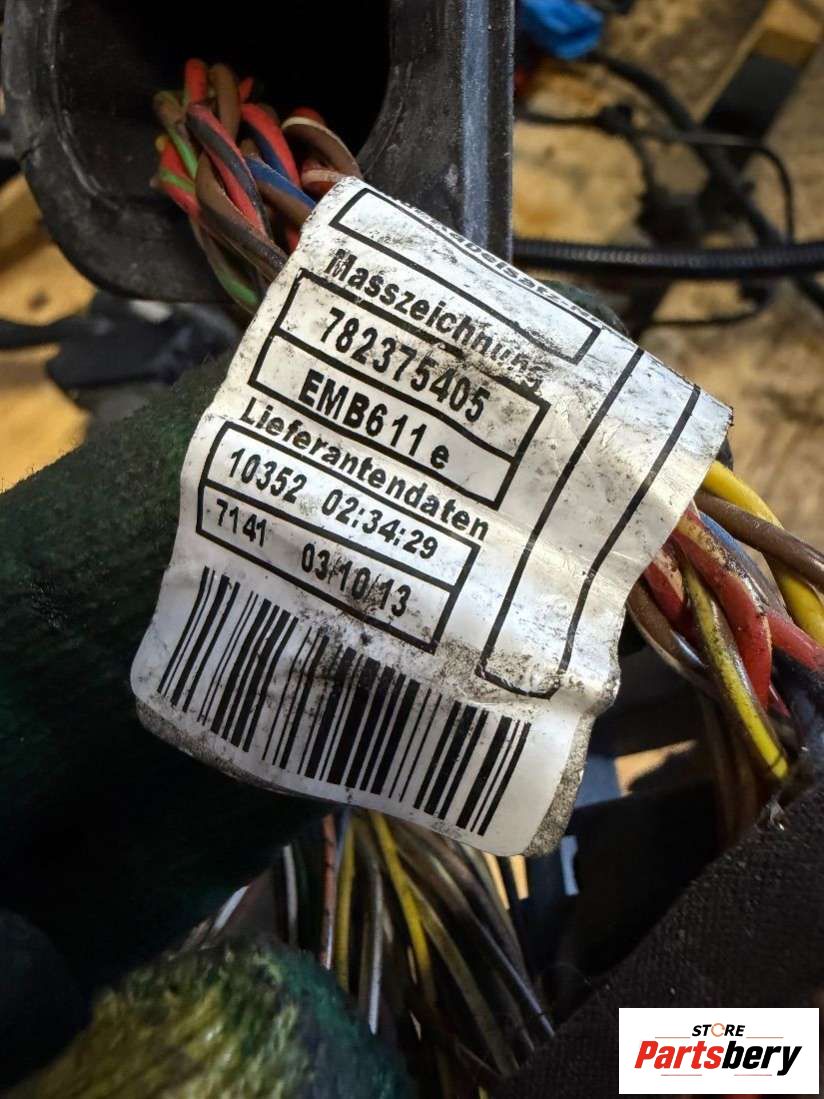 Masszeichnung
782375405
EMB611 e
Lieferantendaten
10352 02:34:29
7141 03/10/13
STORE
Partsbery